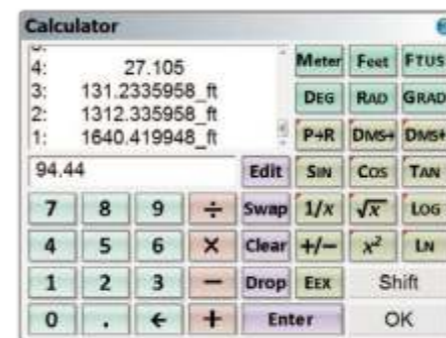 Calculator
4: 27.105
3: 131.2335958_ft
2: 1312.335958_ft
1: 1640.419948_ft
Meter Feet FTUS
DEG RAD GRAD
P→R DMS→ DMS+
94.44 Edit SIN COS TAN
7 8 9 ÷ Swap 1/x √x LOG
4 5 6 × Clear +/− x² LN
1 2 3 − Drop EEX Shift
0 . ← + Enter OK